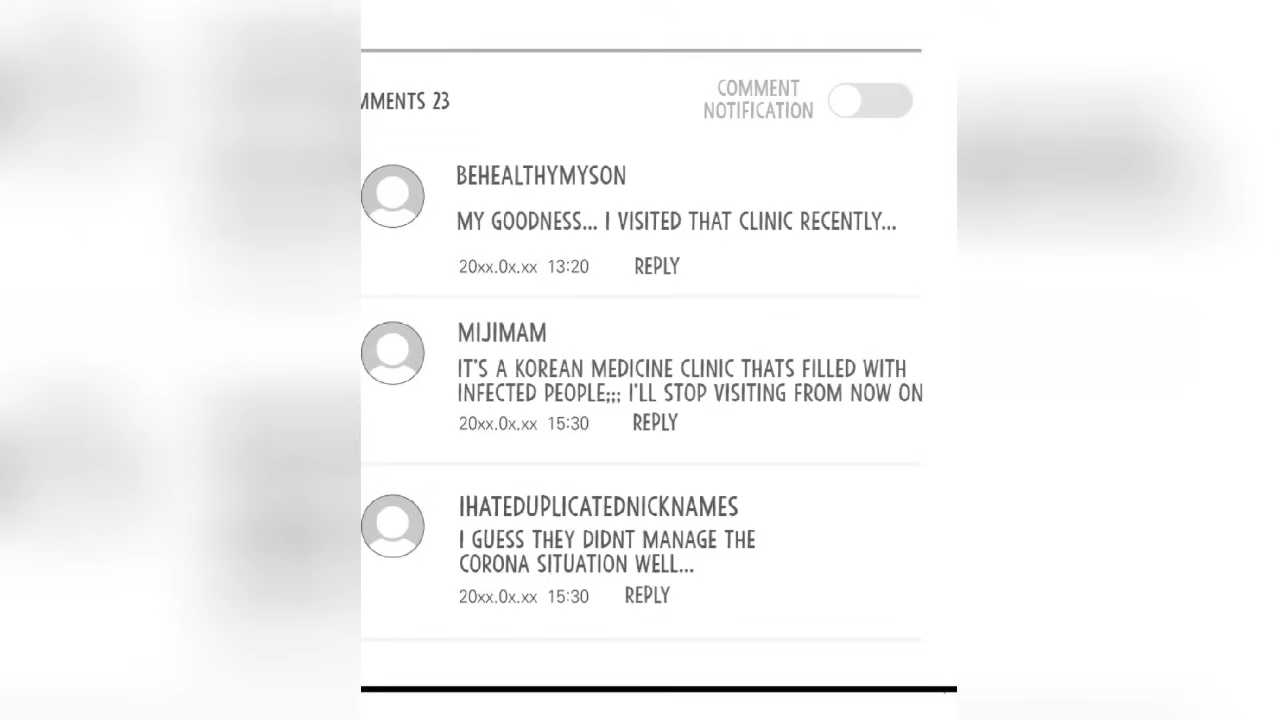 MMENTS 23
COMMENT
NOTIFICATION
BEHEALTHYMYSON
MY GOODNESS... I VISITED THAT CLINIC RECENTLY...
20xx.0x.xx 13:20 REPLY
MIJIMAM
IT'S A KOREAN MEDICINE CLINIC THATS FILLED WITH
INFECTED PEOPLE;;; I'LL STOP VISITING FROM NOW ON
20xx.0x.xx 15:30 REPLY
IHATEDUPLICATEDNICKNAMES
I GUESS THEY DIDNT MANAGE THE
CORONA SITUATION WELL...
20xx.0x.xx 15:30 REPLY